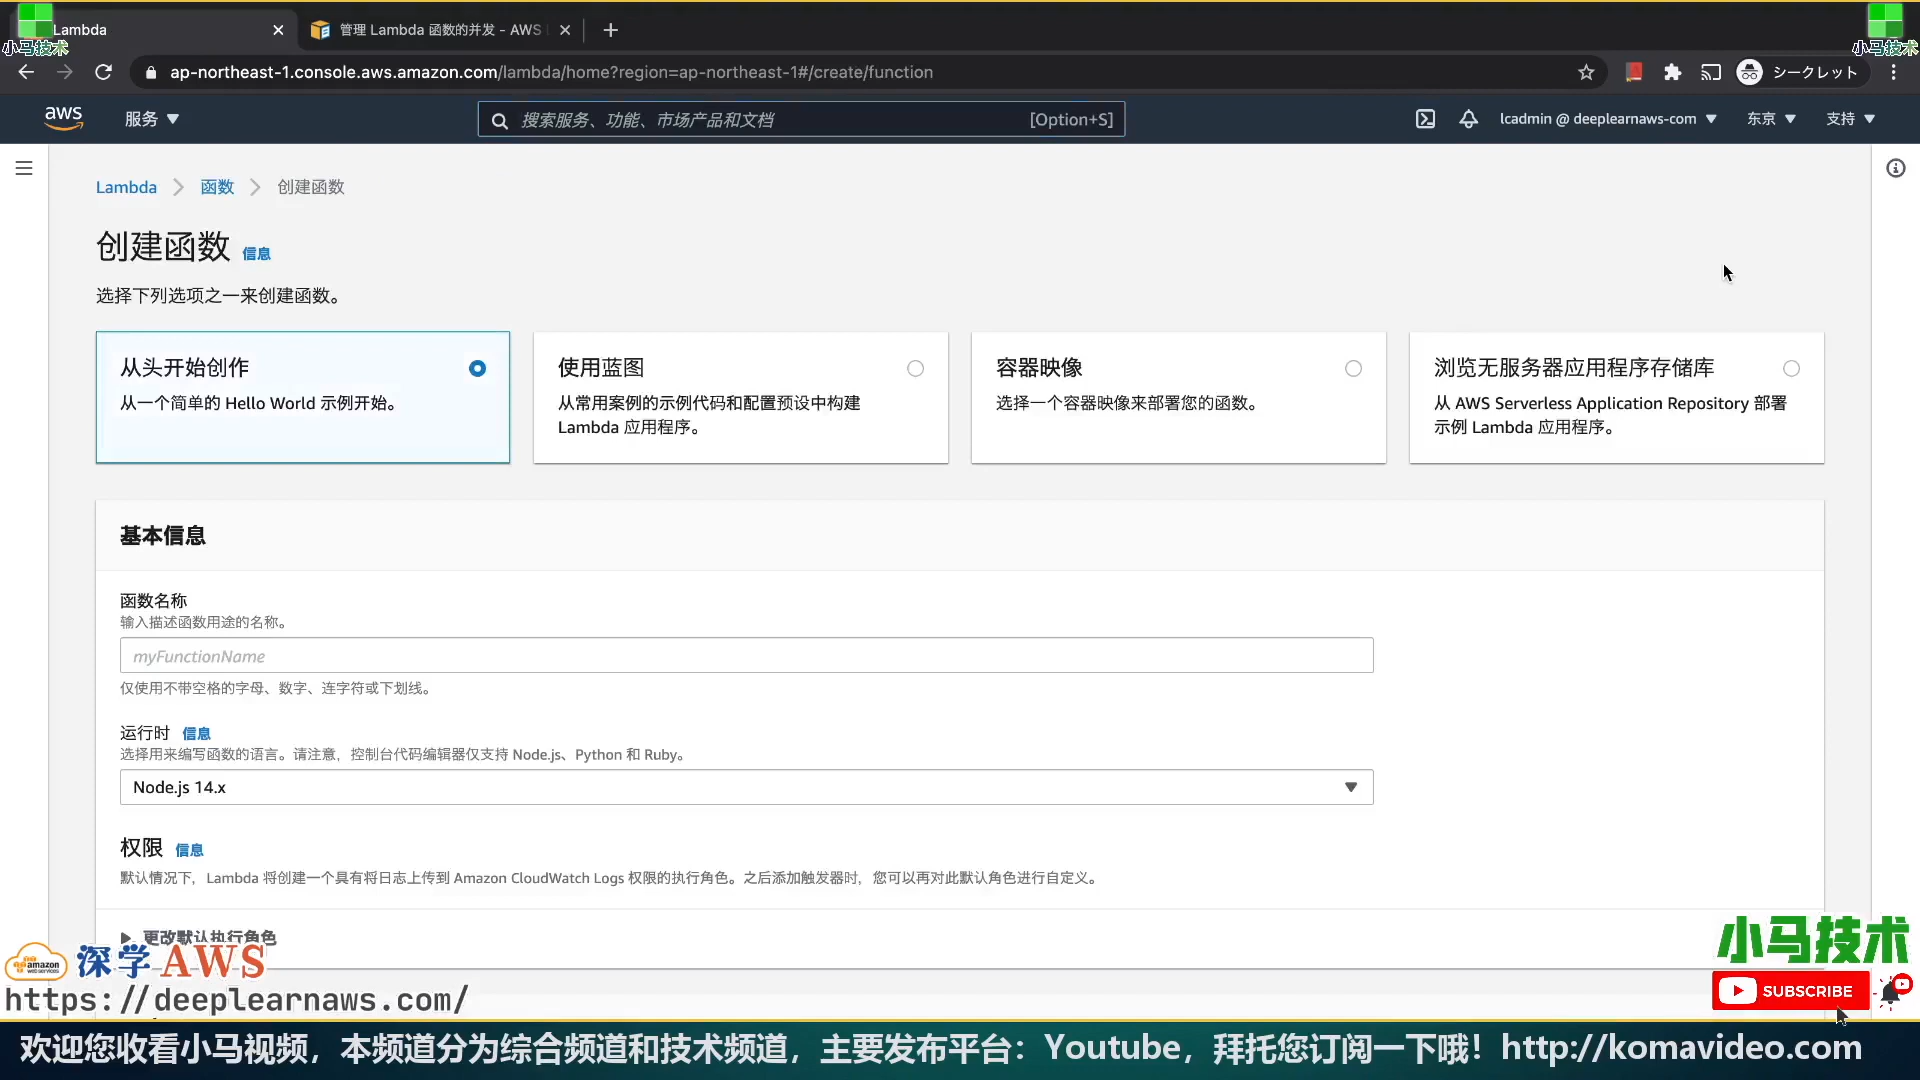 Lambda
管理 Lambda 函数的并发 - AWS
小马技术
小马技术
ap-northeast-1.console.aws.amazon.com/lambda/home?region=ap-northeast-1#/create/function
シークレット
aws
服务
搜索服务、功能、市场产品和文档
[Option+S]
lcadmin @ deeplearnaws-com
东京
支持
Lambda
函数
创建函数
创建函数 信息
选择下列选项之一来创建函数。
从头开始创作
从一个简单的 Hello World 示例开始。
使用蓝图
从常用案例的示例代码和配置预设中构建
Lambda 应用程序。
容器映像
选择一个容器映像来部署您的函数。
浏览无服务器应用程序存储库
从 AWS Serverless Application Repository 部署
示例 Lambda 应用程序。
基本信息
函数名称
输入描述函数用途的名称。
myFunctionName
仅使用不带空格的字母、数字、连字符或下划线。
运行时 信息
选择用来编写函数的语言。请注意，控制台代码编辑器仅支持 Node.js、Python 和 Ruby。
Node.js 14.x
权限 信息
默认情况下，Lambda 将创建一个具有将日志上传到 Amazon CloudWatch Logs 权限的执行角色。之后添加触发器时，您可以再对此默认角色进行自定义。
更改默认执行角色
amazon
web services
深学AWS
https://deeplearnaws.com/
小马技术
SUBSCRIBE
欢迎您收看小马视频，本频道分为综合频道和技术频道，主要发布平台：Youtube，拜托您订阅一下哦！http://komavideo.com